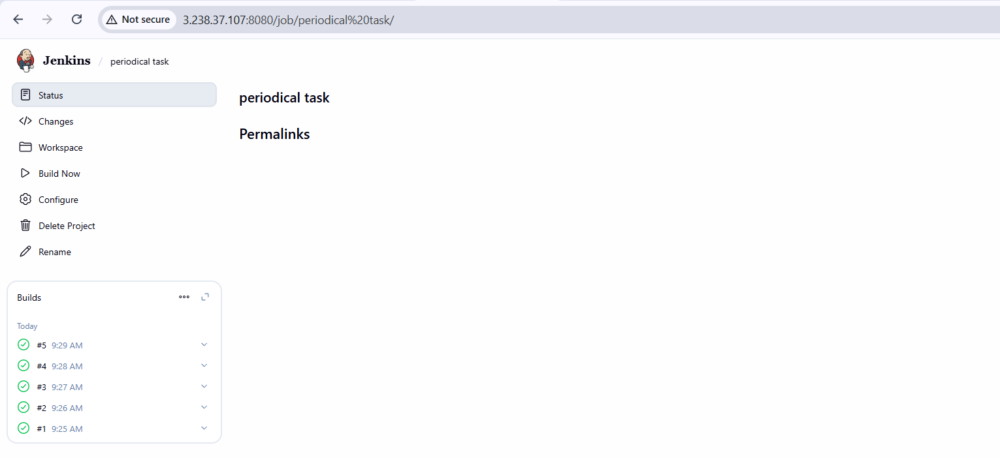 Not secure 3.238.37.107:8080/job/periodical%20task/
Jenkins / periodical task
Status
Changes
Workspace
Build Now
Configure
Delete Project
Rename
periodical task
Permalinks
Builds
Today
#5 9:29 AM
#4 9:28 AM
#3 9:27 AM
#2 9:26 AM
#1 9:25 AM